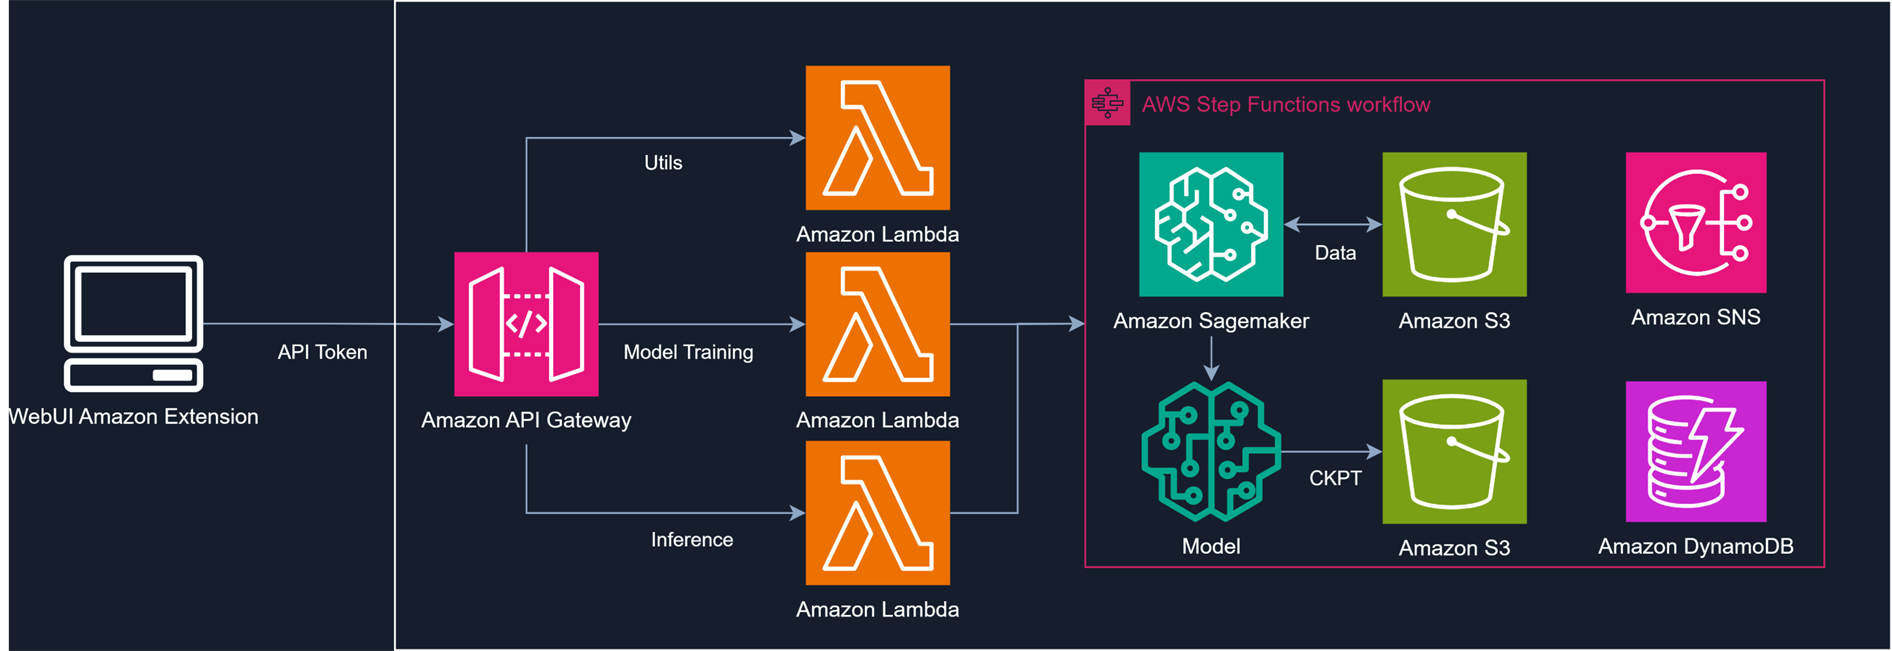 AWS Step Functions workflow
Utils
Amazon Lambda
Data
Amazon Sagemaker
Amazon S3
Amazon SNS
API Token
Model Training
WebUI Amazon Extension
Amazon API Gateway
Amazon Lambda
CKPT
Inference
Model
Amazon S3
Amazon DynamoDB
Amazon Lambda